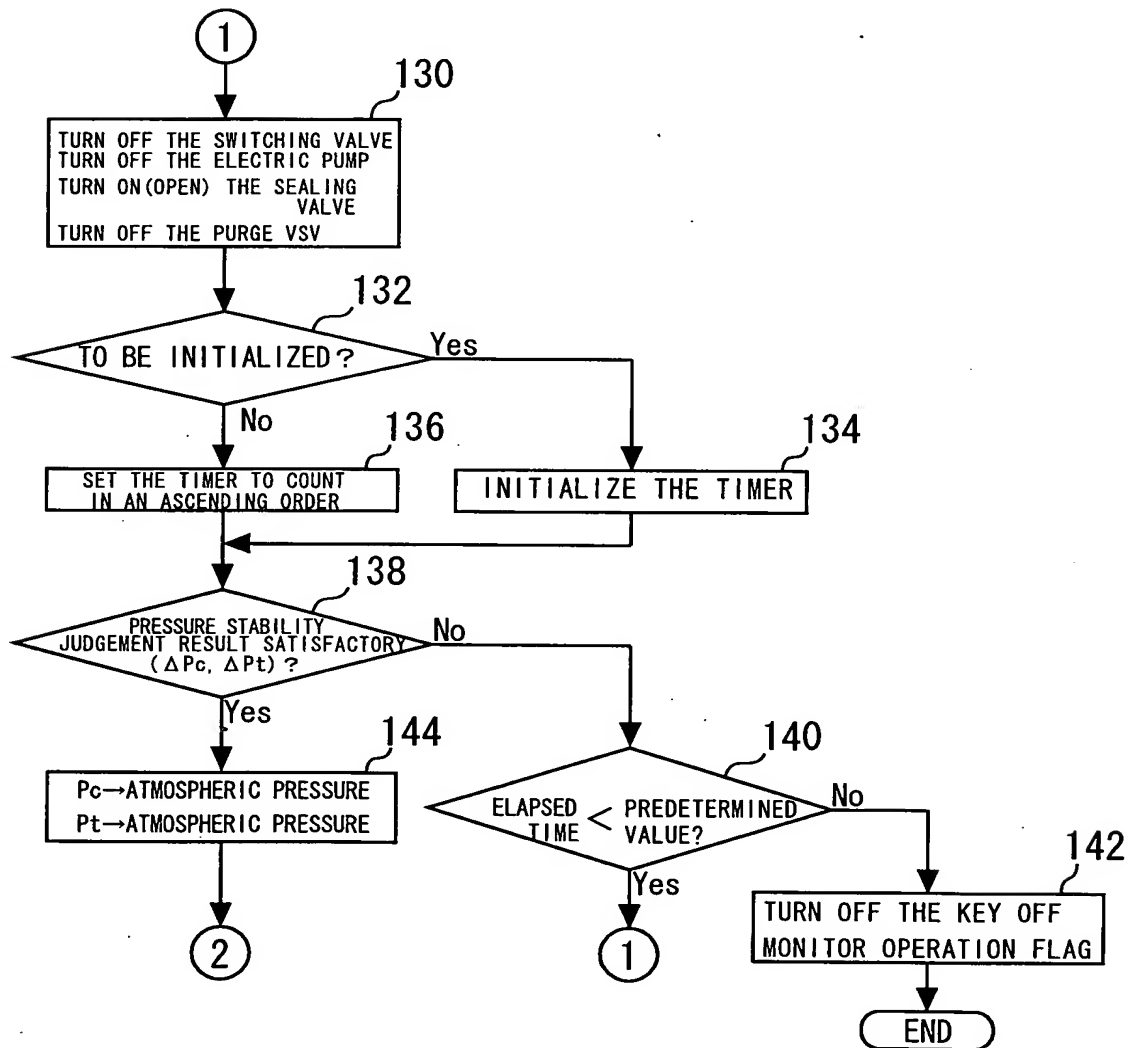 1
130
TURN OFF THE SWITCHING VALVE
TURN OFF THE ELECTRIC PUMP
TURN ON(OPEN) THE SEALING
VALVE
TURN OFF THE PURGE VSV
132
TO BE INITIALIZED?
Yes
No
136
134
SET THE TIMER TO COUNT
IN AN ASCENDING ORDER
INITIALIZE THE TIMER
138
PRESSURE STABILITY
JUDGEMENT RESULT SATISFACTORY
(ΔPc, ΔPt)?
No
Yes
144
140
Pc→ATMOSPHERIC PRESSURE
Pt→ATMOSPHERIC PRESSURE
ELAPSED TIME < PREDETERMINED VALUE?
No
Yes
142
TURN OFF THE KEY OFF
MONITOR OPERATION FLAG
2
1
END